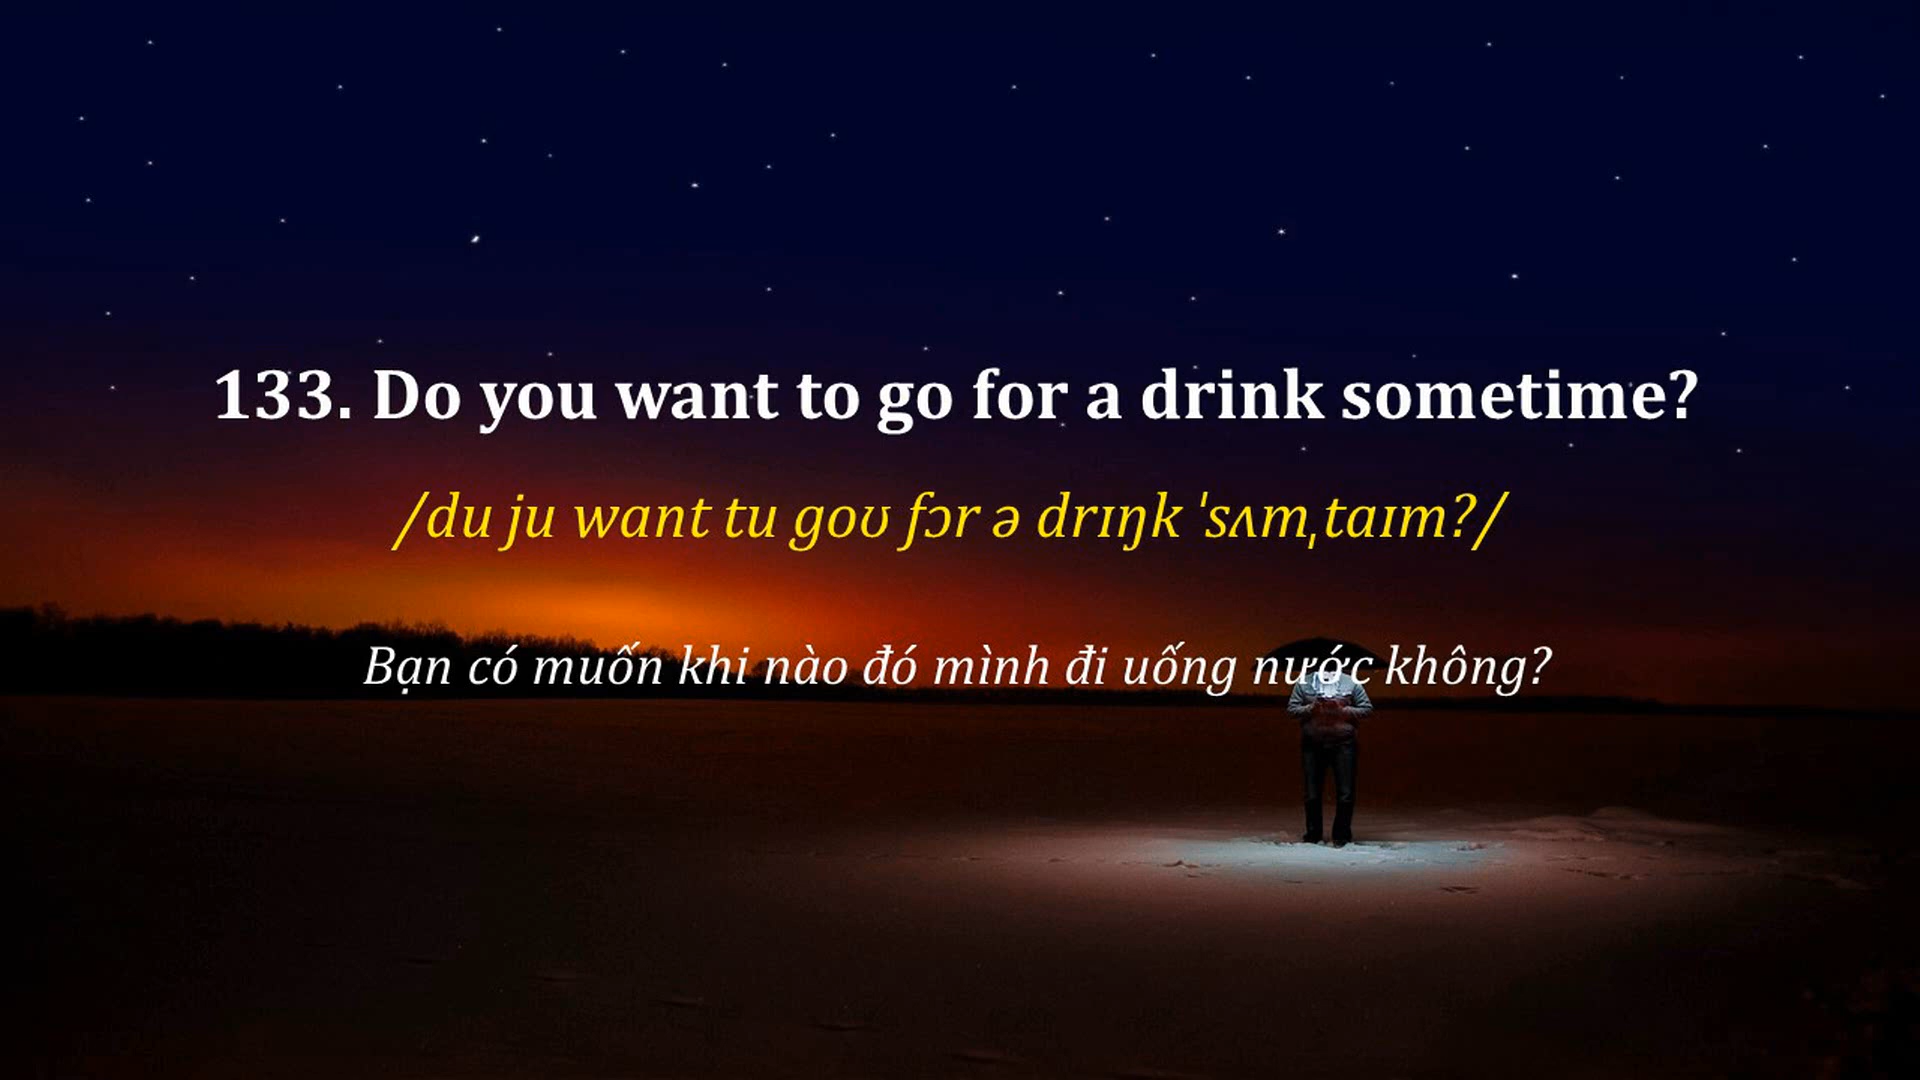 133. Do you want to go for a drink sometime?
/du ju want tu goʊ fɔr ə drɪŋk ˈsʌmˌtaɪm?/
Bạn có muốn khi nào đó mình đi uống nước không?